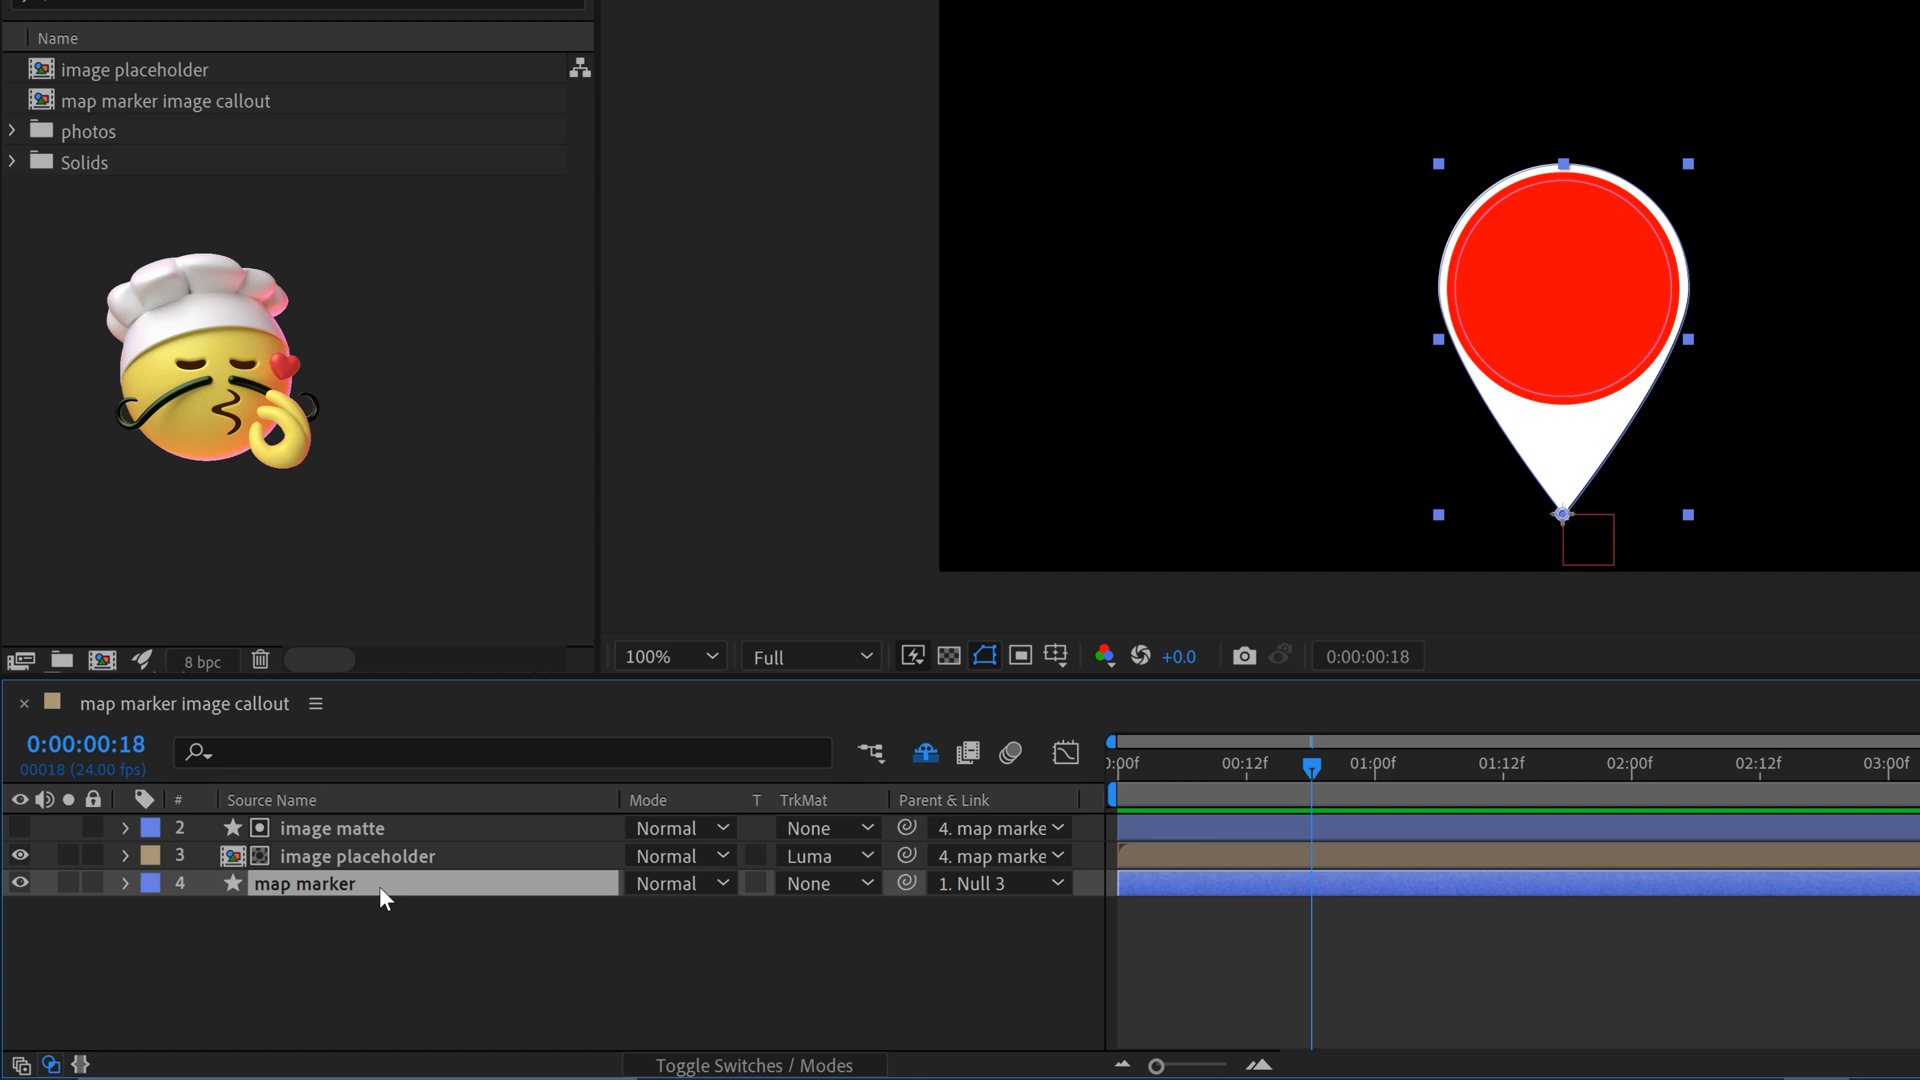 Name
image placeholder
map marker image callout
photos
Solids
8 bpc
100%
Full
+0.0
0:00:00:18
map marker image callout
0:00:00:18
00018 (24.00 fps)
00:12f
01:00f
01:12f
02:00f
02:12f
03:00f
#
Source Name
Mode
T
TrkMat
Parent & Link
2
image matte
Normal
None
4. map marke
3
image placeholder
Normal
Luma
4. map marke
4
map marker
Normal
None
1. Null 3
Toggle Switches / Modes